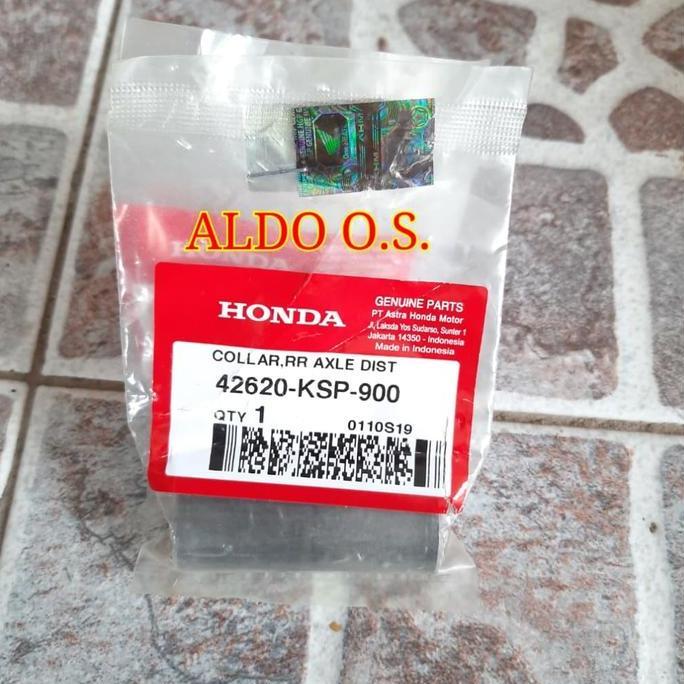 ALDO O.S.
HONDA
HONDA
GENUINE PARTS
PT Astra Honda Motor
Jl, Laksda Yos Sudarso, Sunter 1
Jakarta 14350 - Indonesia
Made in Indonesia
COLLAR,RR AXLE DIST
42620-KSP-900
QTY 1
0110S19